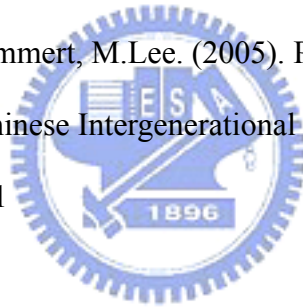 mmert, M.Lee. (2005). F
hinese Intergenerational
l
E S A
1896